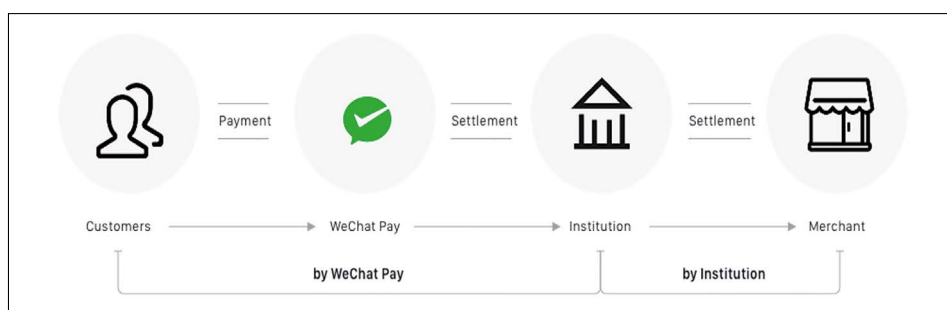 Payment Settlement Settlement
Customers WeChat Pay Institution Merchant
by WeChat Pay by Institution